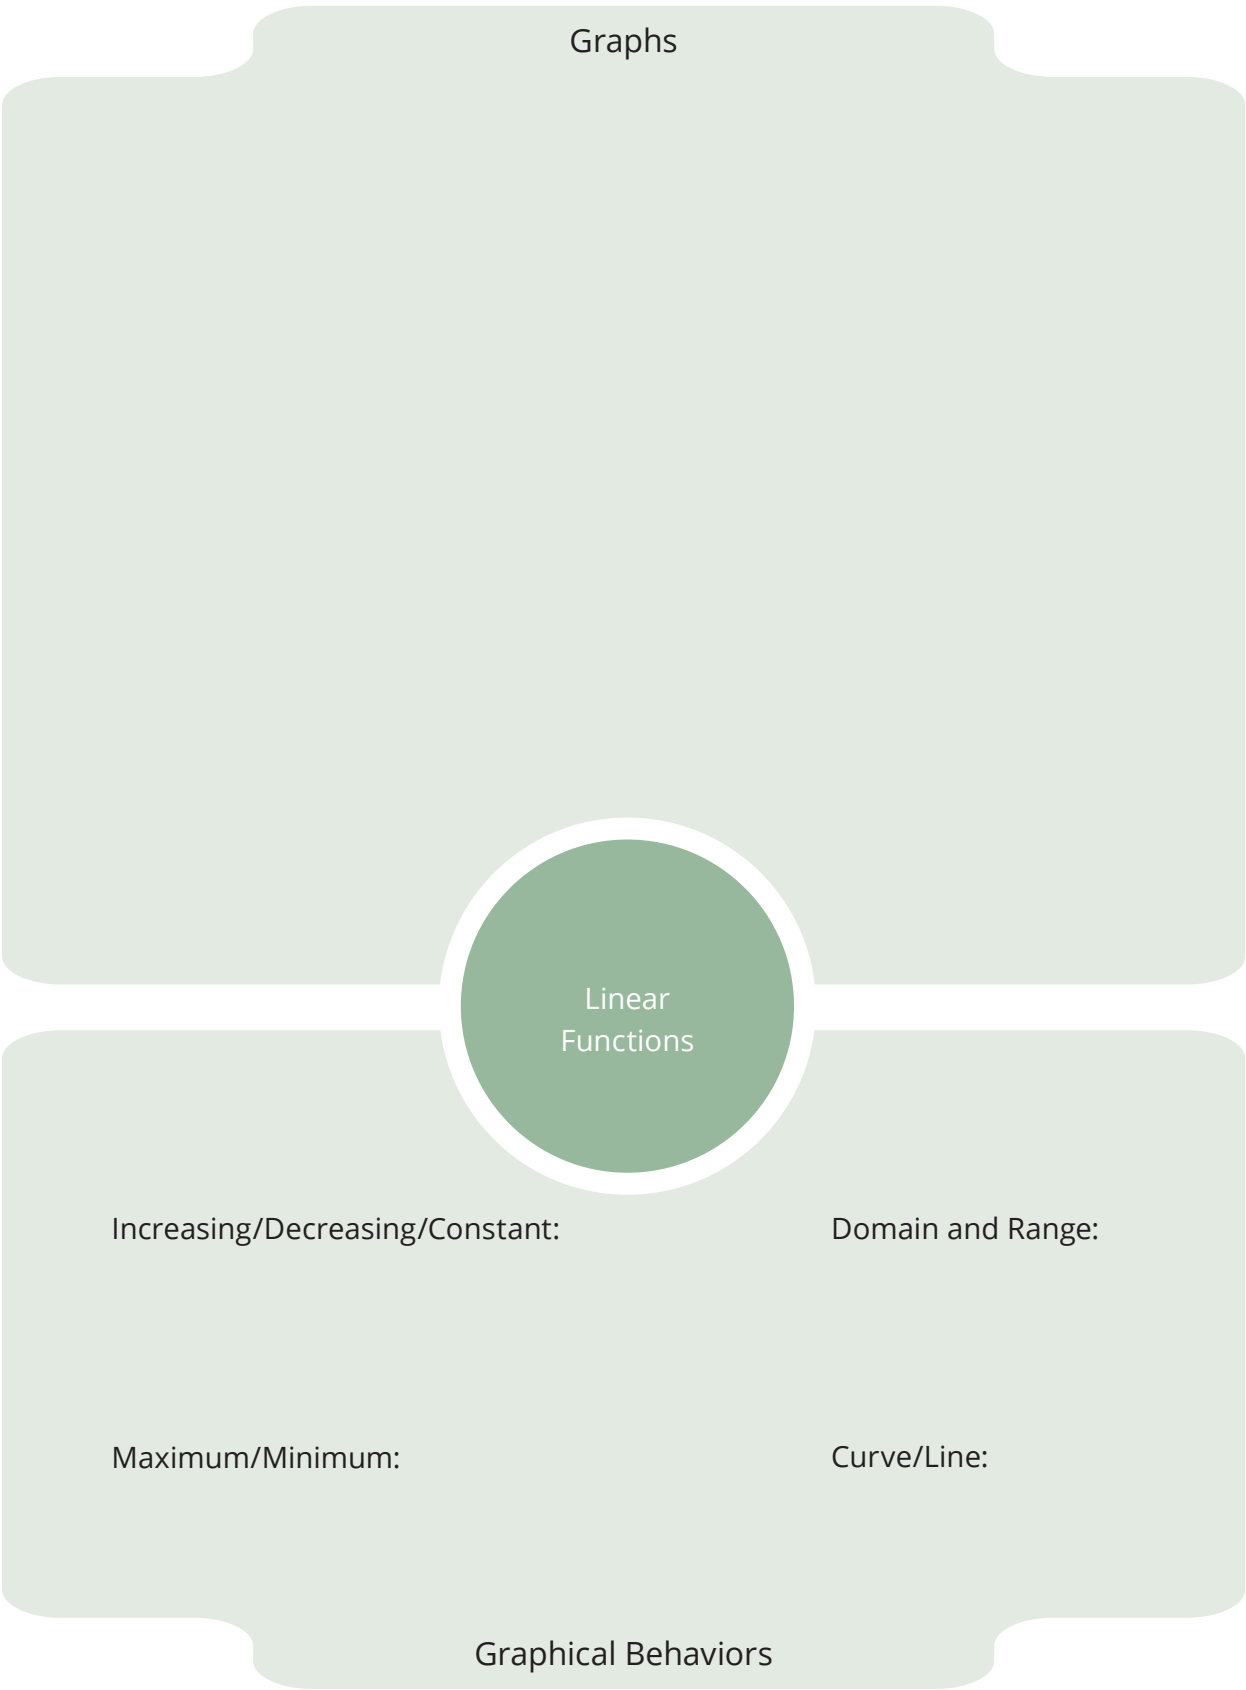 Graphs
Linear
Functions
Increasing/Decreasing/Constant:
Domain and Range:
Maximum/Minimum:
Curve/Line:
Graphical Behaviors